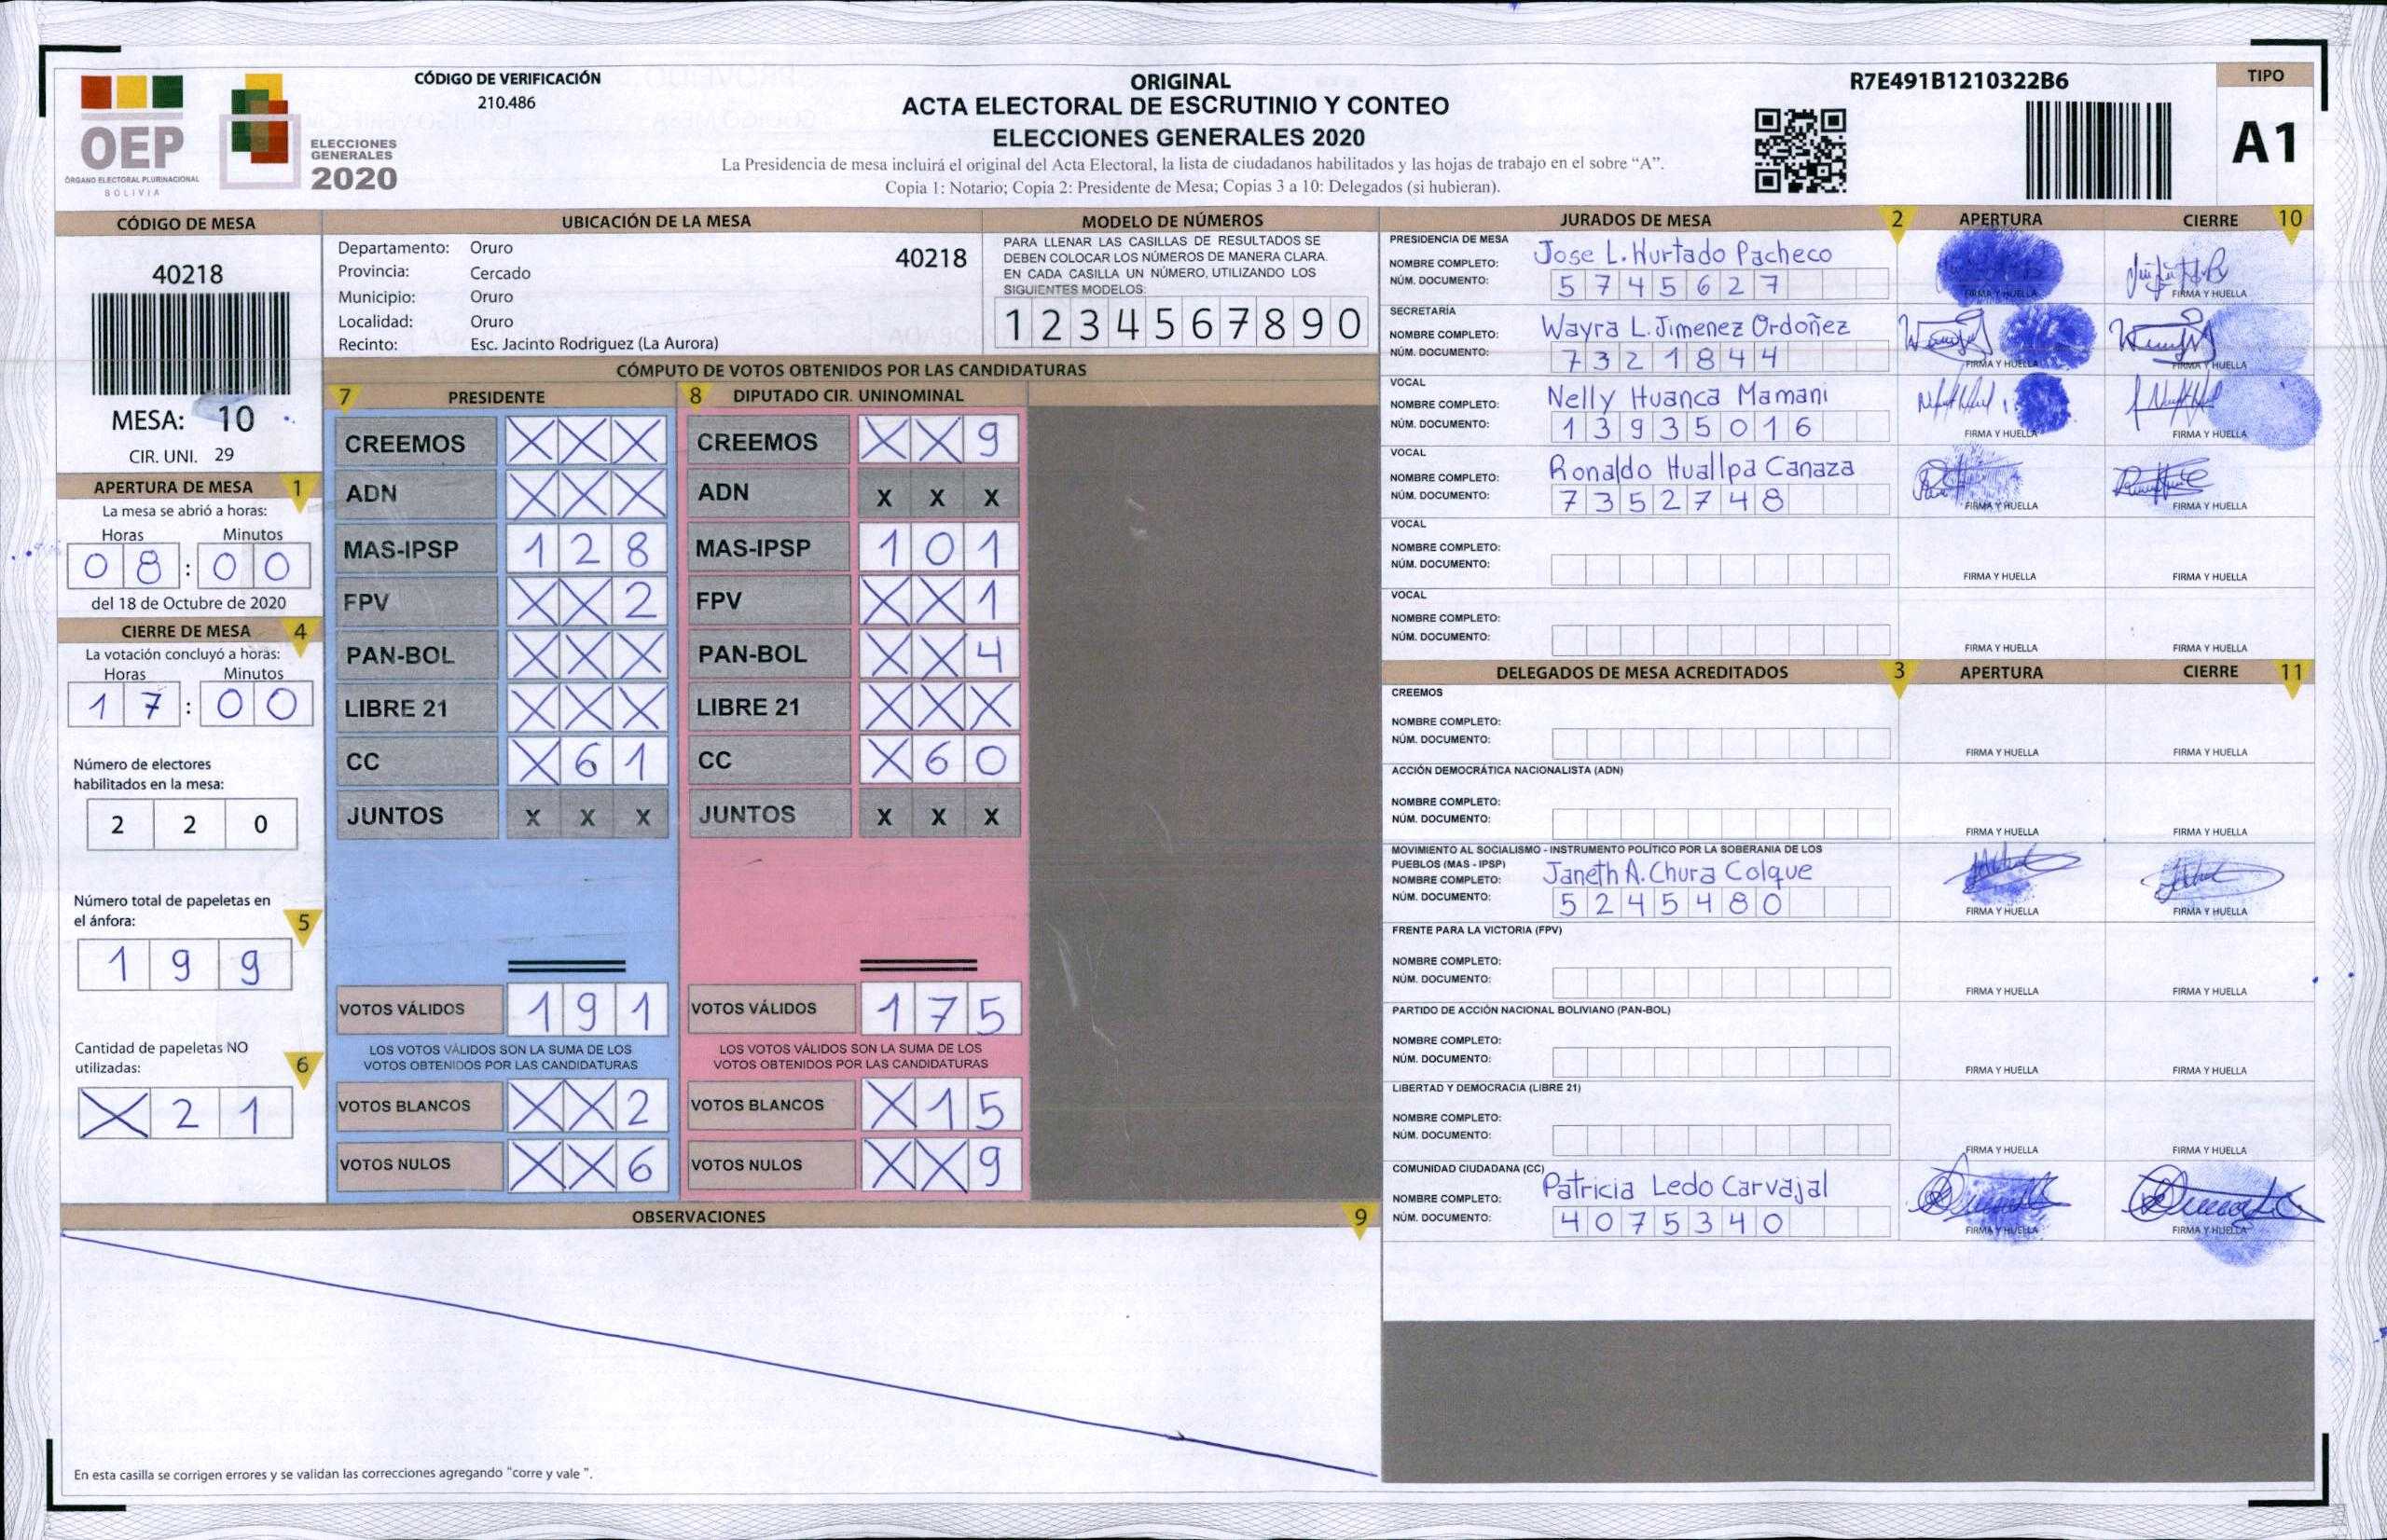 OEP
ÓRGANO ELECTORAL PLURINACIONAL
BOLIVIA
ELECCIONES
GENERALES
2020
CÓDIGO DE VERIFICACIÓN
210.486
ORIGINAL
ACTA ELECTORAL DE ESCRUTINIO Y CONTEO
ELECCIONES GENERALES 2020
La Presidencia de mesa incluirá el original del Acta Electoral, la lista de ciudadanos habilitados y las hojas de trabajo en el sobre “A”.
Copia 1: Notario; Copia 2: Presidente de Mesa; Copias 3 a 10: Delegados (si hubieran).
R7E491B1210322B6
TIPO
A1
CÓDIGO DE MESA
40218
MESA: 10
CIR. UNI. 29
APERTURA DE MESA 1
La mesa se abrió a horas:
Horas Minutos
0 8 : 0 0
del 18 de Octubre de 2020
CIERRE DE MESA 4
La votación concluyó a horas:
Horas Minutos
1 7 : 0 0
Número de electores
habilitados en la mesa:
2 2 0
Número total de papeletas en
el ánfora: 5
1 9 9
Cantidad de papeletas NO
utilizadas: 6
X 2 1
UBICACIÓN DE LA MESA
Departamento: Oruro 40218
Provincia: Cercado
Municipio: Oruro
Localidad: Oruro
Recinto: Esc. Jacinto Rodriguez (La Aurora)
MODELO DE NÚMEROS
PARA LLENAR LAS CASILLAS DE RESULTADOS SE
DEBEN COLOCAR LOS NÚMEROS DE MANERA CLARA.
EN CADA CASILLA UN NÚMERO, UTILIZANDO LOS
SIGUIENTES MODELOS:
1 2 3 4 5 6 7 8 9 0
CÓMPUTO DE VOTOS OBTENIDOS POR LAS CANDIDATURAS
7 PRESIDENTE
CREEMOS X X X
ADN X X X
MAS-IPSP 1 2 8
FPV X X 2
PAN-BOL X X X
LIBRE 21 X X X
CC X 6 1
JUNTOS X X X
VOTOS VÁLIDOS 1 9 1
LOS VOTOS VÁLIDOS SON LA SUMA DE LOS
VOTOS OBTENIDOS POR LAS CANDIDATURAS
VOTOS BLANCOS X X 2
VOTOS NULOS X X 6
8 DIPUTADO CIR. UNINOMINAL
CREEMOS X X 9
ADN X X X
MAS-IPSP 1 0 1
FPV X X 1
PAN-BOL X X 4
LIBRE 21 X X X
CC X 6 0
JUNTOS X X X
VOTOS VÁLIDOS 1 7 5
LOS VOTOS VÁLIDOS SON LA SUMA DE LOS
VOTOS OBTENIDOS POR LAS CANDIDATURAS
VOTOS BLANCOS X 1 5
VOTOS NULOS X X 9
OBSERVACIONES 9
En esta casilla se corrigen errores y se validan las correcciones agregando "corre y vale ".
JURADOS DE MESA 2 APERTURA CIERRE 10
PRESIDENCIA DE MESA
NOMBRE COMPLETO: Jose L. Hurtado Pacheco
NÚM. DOCUMENTO: 5 7 4 5 6 2 7
FIRMA Y HUELLA FIRMA Y HUELLA
SECRETARÍA
NOMBRE COMPLETO: Wayra L. Jimenez Ordoñez
NÚM. DOCUMENTO: 7 3 2 1 8 4 4
FIRMA Y HUELLA FIRMA Y HUELLA
VOCAL
NOMBRE COMPLETO: Nelly Huanca Mamani
NÚM. DOCUMENTO: 1 3 9 3 5 0 1 6
FIRMA Y HUELLA FIRMA Y HUELLA
VOCAL
NOMBRE COMPLETO: Ronaldo Huallpa Canaza
NÚM. DOCUMENTO: 7 3 5 2 7 4 8
FIRMA Y HUELLA FIRMA Y HUELLA
VOCAL
NOMBRE COMPLETO:
NÚM. DOCUMENTO:
FIRMA Y HUELLA FIRMA Y HUELLA
VOCAL
NOMBRE COMPLETO:
NÚM. DOCUMENTO:
FIRMA Y HUELLA FIRMA Y HUELLA
DELEGADOS DE MESA ACREDITADOS 3 APERTURA CIERRE 11
CREEMOS
NOMBRE COMPLETO:
NÚM. DOCUMENTO:
FIRMA Y HUELLA FIRMA Y HUELLA
ACCIÓN DEMOCRÁTICA NACIONALISTA (ADN)
NOMBRE COMPLETO:
NÚM. DOCUMENTO:
FIRMA Y HUELLA FIRMA Y HUELLA
MOVIMIENTO AL SOCIALISMO - INSTRUMENTO POLÍTICO POR LA SOBERANIA DE LOS
PUEBLOS (MAS - IPSP)
NOMBRE COMPLETO: Janeth A. Chura Colque
NÚM. DOCUMENTO: 5 2 4 5 4 8 0
FIRMA Y HUELLA FIRMA Y HUELLA
FRENTE PARA LA VICTORIA (FPV)
NOMBRE COMPLETO:
NÚM. DOCUMENTO:
FIRMA Y HUELLA FIRMA Y HUELLA
PARTIDO DE ACCIÓN NACIONAL BOLIVIANO (PAN-BOL)
NOMBRE COMPLETO:
NÚM. DOCUMENTO:
FIRMA Y HUELLA FIRMA Y HUELLA
LIBERTAD Y DEMOCRACIA (LIBRE 21)
NOMBRE COMPLETO:
NÚM. DOCUMENTO:
FIRMA Y HUELLA FIRMA Y HUELLA
COMUNIDAD CIUDADANA (CC)
NOMBRE COMPLETO: Patricia Ledo Carvajal
NÚM. DOCUMENTO: 4 0 7 5 3 4 0
FIRMA Y HUELLA FIRMA Y HUELLA